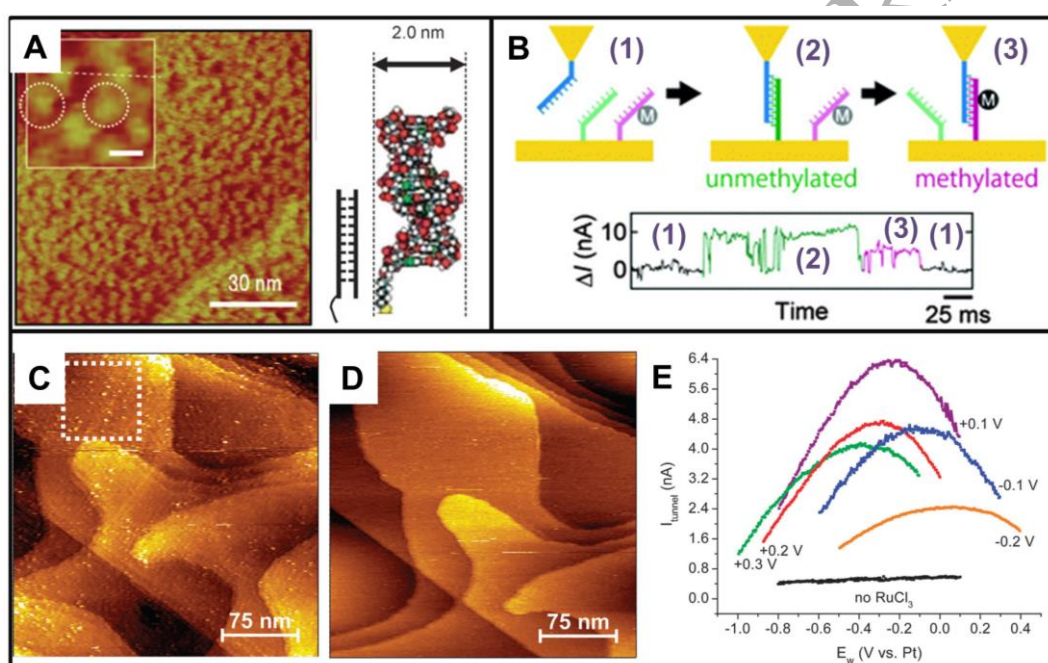 A
30 nm
2.0 nm
B
(1)
(2)
(3)
M
M
M
unmethylated
methylated
ΔI (nA)
10
0
(1)
(2)
(3)
(1)
Time
25 ms
C
75 nm
D
75 nm
E
I tunnel (nA)
6.4
5.6
4.8
4.0
3.2
2.4
1.6
0.8
0.0
+0.1 V
-0.1 V
-0.2 V
+0.2 V
+0.3 V
no RuCl3
-1.0 -0.8 -0.6 -0.4 -0.2 0.0 0.2 0.4
Ew (V vs. Pt)